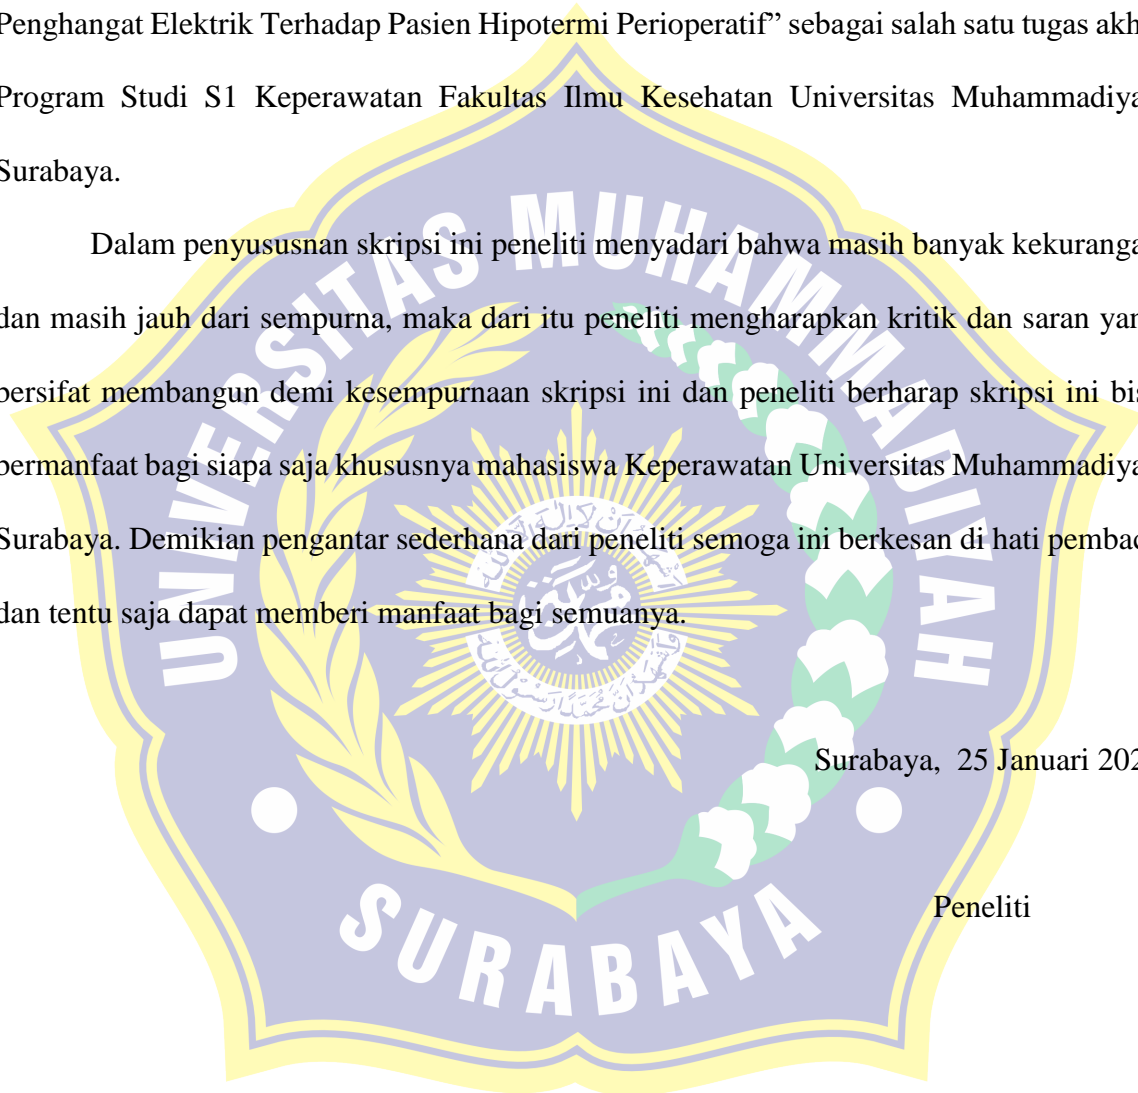 Penghangat Elektrik Terhadap Pasien Hipotermi Perioperatif” sebagai salah satu tugas akh
Program Studi S1 Keperawatan Fakultas Ilmu Kesehatan Universitas Muhammadiya
Surabaya.
Dalam penyususnan skripsi ini peneliti menyadari bahwa masih banyak kekuranga
dan masih jauh dari sempurna, maka dari itu peneliti mengharapkan kritik dan saran yan
bersifat membangun demi kesempurnaan skripsi ini dan peneliti berharap skripsi ini bis
bermanfaat bagi siapa saja khususnya mahasiswa Keperawatan Universitas Muhammadiya
Surabaya. Demikian pengantar sederhana dari peneliti semoga ini berkesan di hati pembac
dan tentu saja dapat memberi manfaat bagi semuanya.
Surabaya, 25 Januari 202
Peneliti
UNIVERSITAS MUHAMMADIYAH
SURABAYA